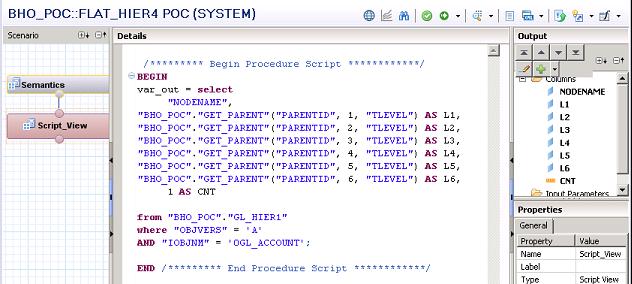 BHO_POC::FLAT_HIER4 POC (SYSTEM)
Scenario
Semantics
Script_View
Details
/********* Begin Procedure Script ************/
BEGIN
var_out = select
"NODENAME",
"BHO_POC"."GET_PARENT"("PARENTID", 1, "TLEVEL") AS L1,
"BHO_POC"."GET_PARENT"("PARENTID", 2, "TLEVEL") AS L2,
"BHO_POC"."GET_PARENT"("PARENTID", 3, "TLEVEL") AS L3,
"BHO_POC"."GET_PARENT"("PARENTID", 4, "TLEVEL") AS L4,
"BHO_POC"."GET_PARENT"("PARENTID", 5, "TLEVEL") AS L5,
"BHO_POC"."GET_PARENT"("PARENTID", 6, "TLEVEL") AS L6,
1 AS CNT
from "BHO_POC"."GL_HIER1"
where "OBJVERS" = 'A'
AND "IOBJNM" = '0GL_ACCOUNT';
END /********* End Procedure Script ************/
Output
Columns
NODENAME
L1
L2
L3
L4
L5
L6
CNT
Input Parameters
Properties
General
Property Value
Name Script_View
Label
Type Script View